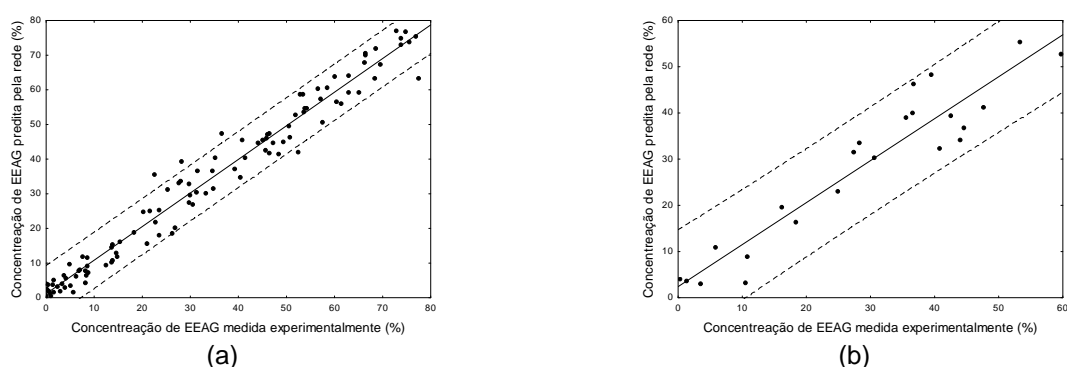 Concentreação de EEAG predita pela rede (%)
80
70
60
50
40
30
20
10
0
0 10 20 30 40 50 60 70 80
Concentreação de EEAG medida experimentalmente (%)
(a)
Concentreação de EEAG predita pela rede (%)
60
50
40
30
20
10
0
0 10 20 30 40 50 60
Concentreação de EEAG medida experimentalmente (%)
(b)